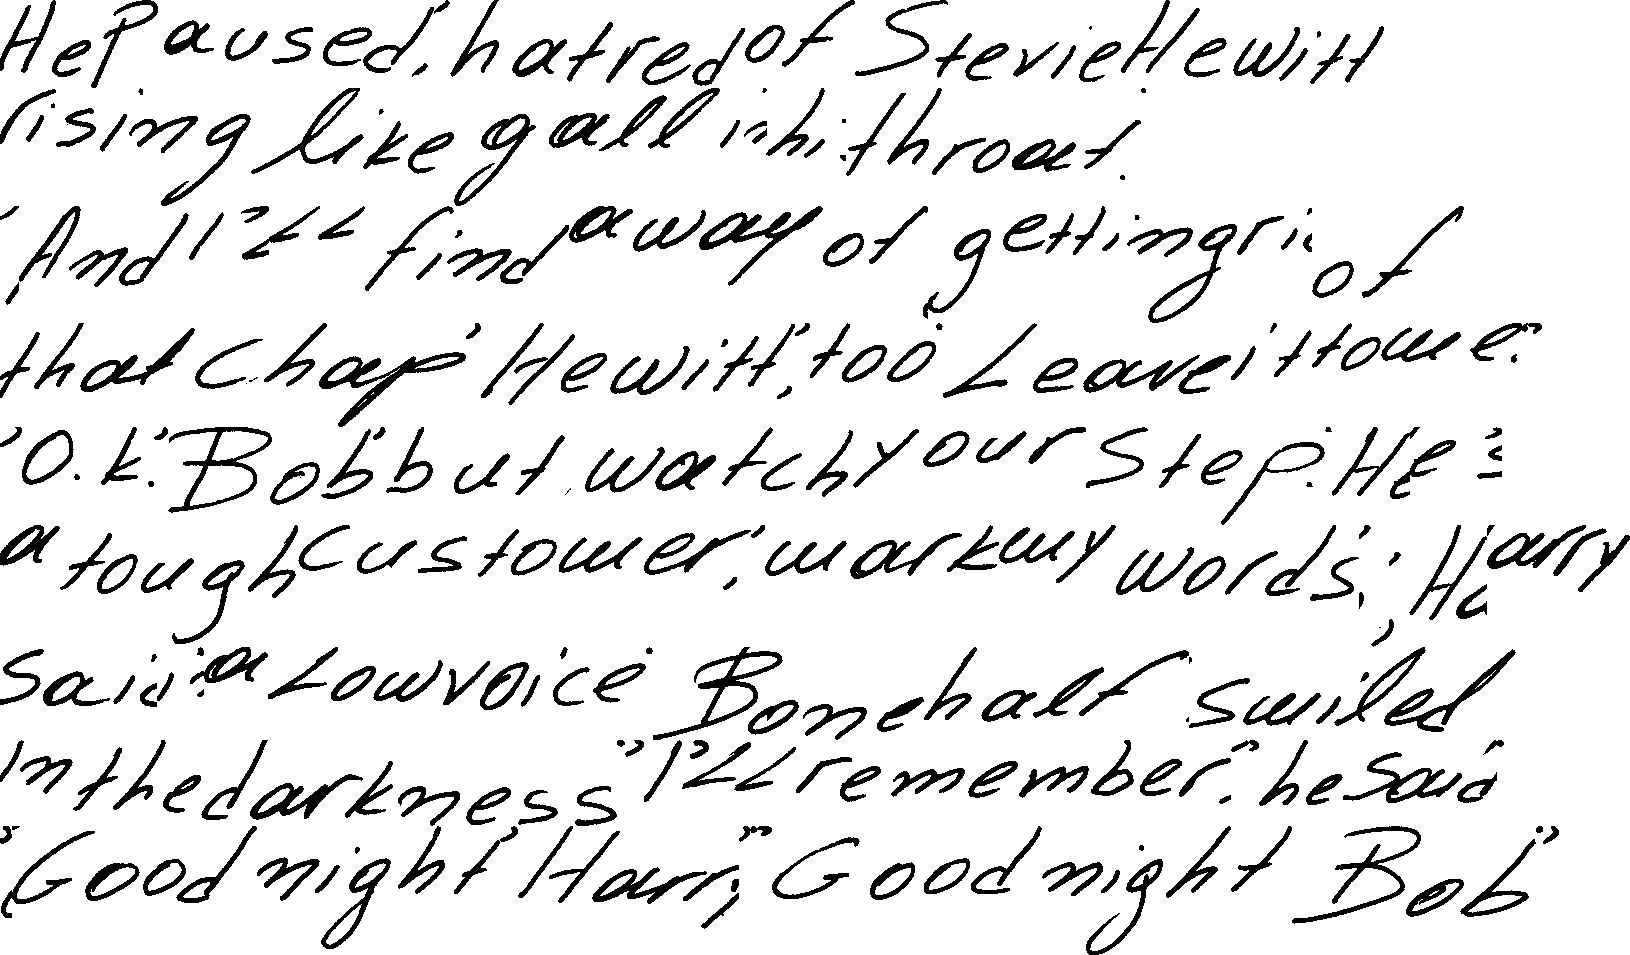 He paused, hatred of Stevie Hewitt
rising like gall in his throat.
"And I'll find a way of getting rid of
that chap Hewitt, too. Leave it to me."
"O.k. Bob but watch your step. He's
a tough customer, mark my words," Harry
said in a low voice. Bonehalf smiled
in the darkness. "I'll remember," he said.
"Good night Harry," "Good night Bob"